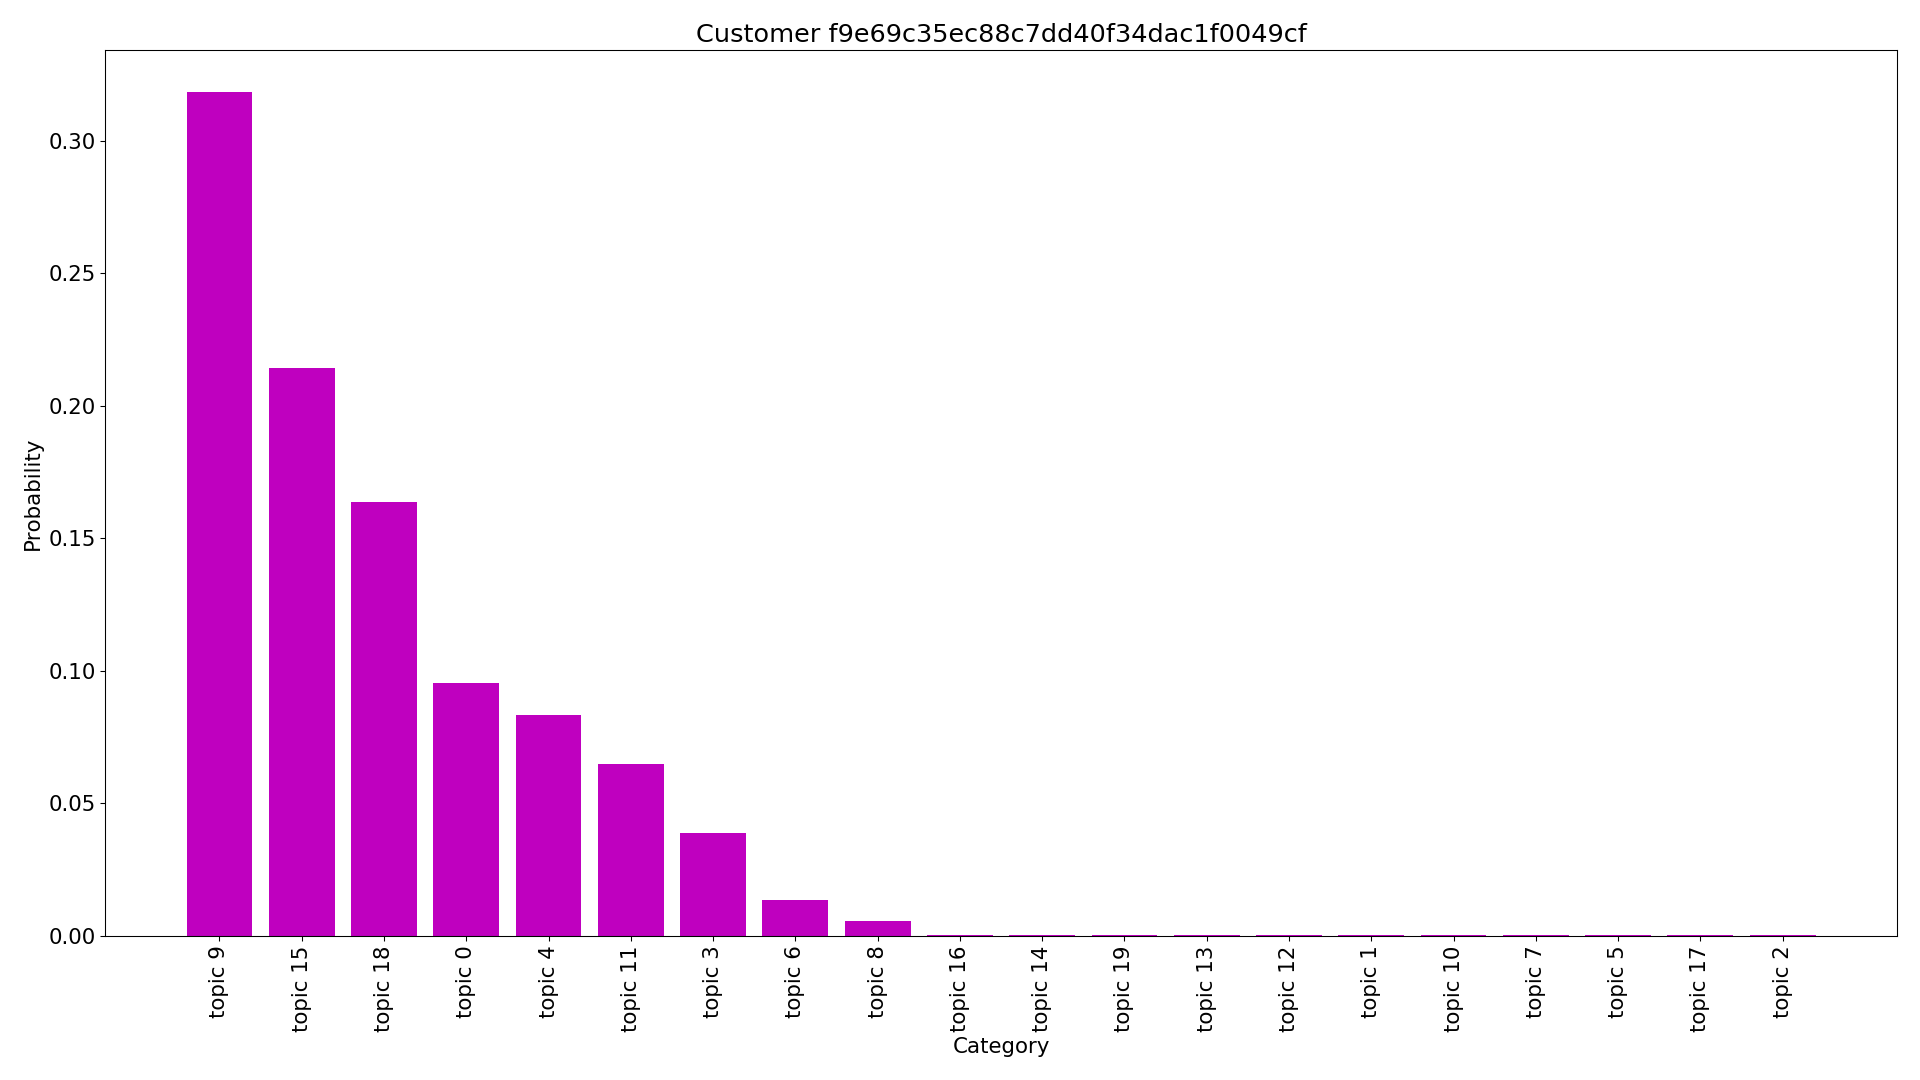 Customer f9e69c35ec88c7dd40f34dac1f0049cf
Probability
0.30
0.25
0.20
0.15
0.10
0.05
0.00
topic 9
topic 15
topic 18
topic 0
topic 4
topic 11
topic 3
topic 6
topic 8
topic 16
topic 14
topic 19
topic 13
topic 12
topic 1
topic 10
topic 7
topic 5
topic 17
topic 2
Category